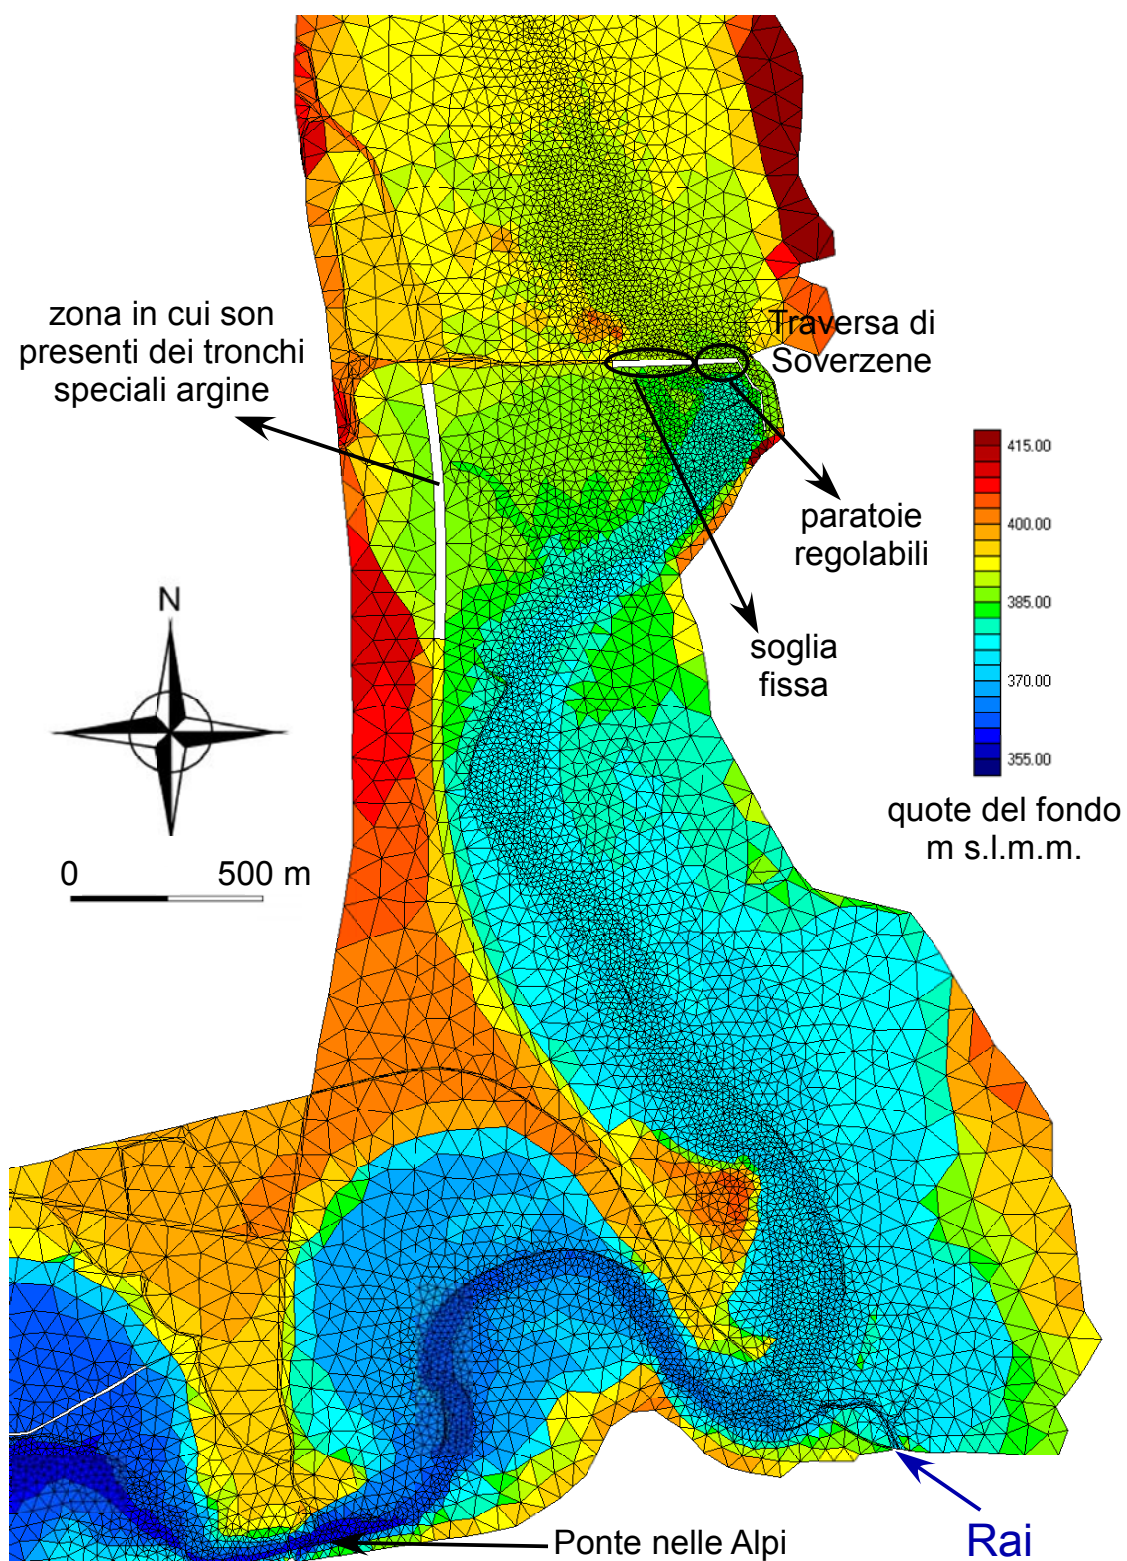 zona in cui son
presenti dei tronchi
speciali argine
Traversa di
Soverzene
paratoie
regolabili
soglia
fissa
415.00
400.00
385.00
370.00
355.00
quote del fondo
m s.l.m.m.
N
0 500 m
Rai
Ponte nelle Alpi